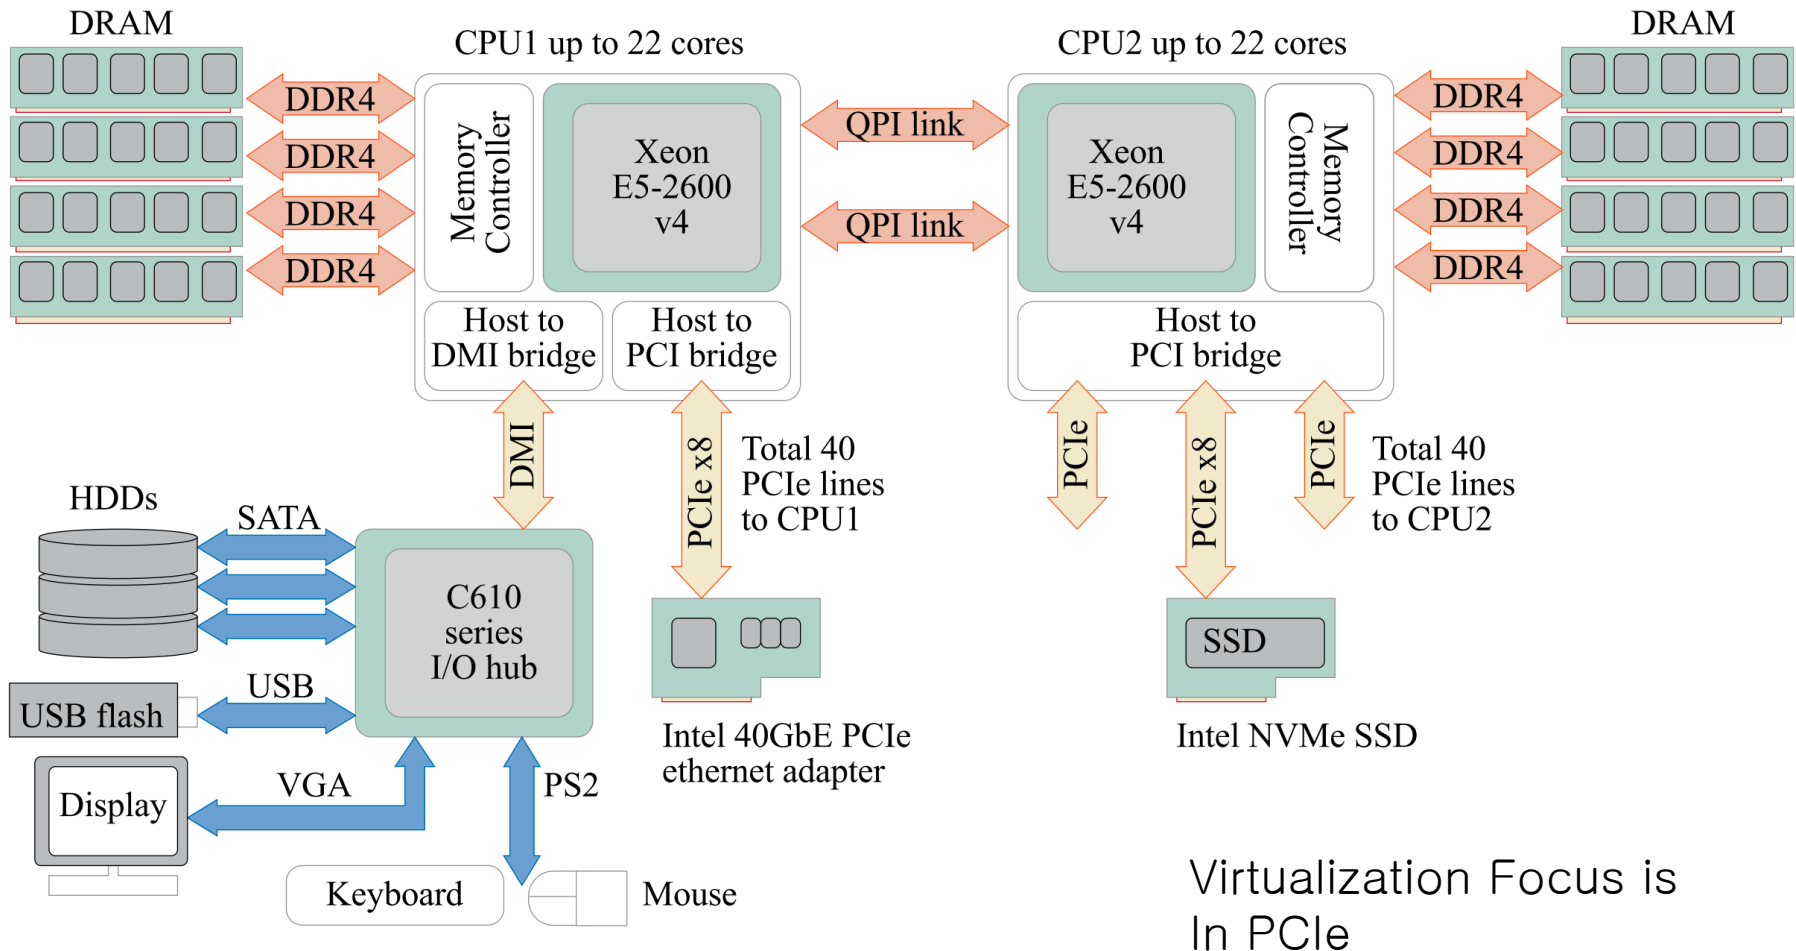 DRAM
CPU1 up to 22 cores
CPU2 up to 22 cores
DRAM
DDR4
DDR4
DDR4
DDR4
Memory
Controller
Xeon
E5-2600
v4
QPI link
QPI link
Xeon
E5-2600
v4
Memory
Controller
DDR4
DDR4
DDR4
DDR4
Host to
DMI bridge
Host to
PCI bridge
Host to
PCI bridge
DMI
PCIe x8
Total 40
PCIe lines
to CPU1
PCIe
PCIe x8
PCIe
Total 40
PCIe lines
to CPU2
HDDs
SATA
C610
series
I/O hub
USB
USB flash
VGA
Display
PS2
Keyboard
Mouse
Intel 40GbE PCIe
ethernet adapter
SSD
Intel NVMe SSD
Virtualization Focus is
In PCIe